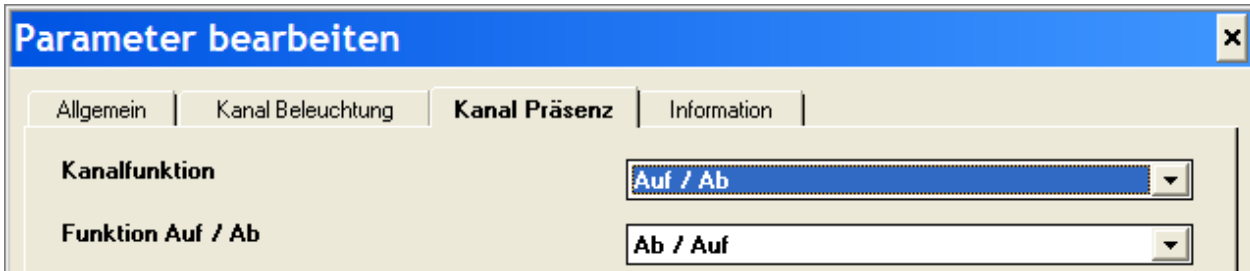 Parameter bearbeiten
Allgemein Kanal Beleuchtung Kanal Präsenz Information
Kanalfunktion Auf / Ab
Funktion Auf / Ab Ab / Auf